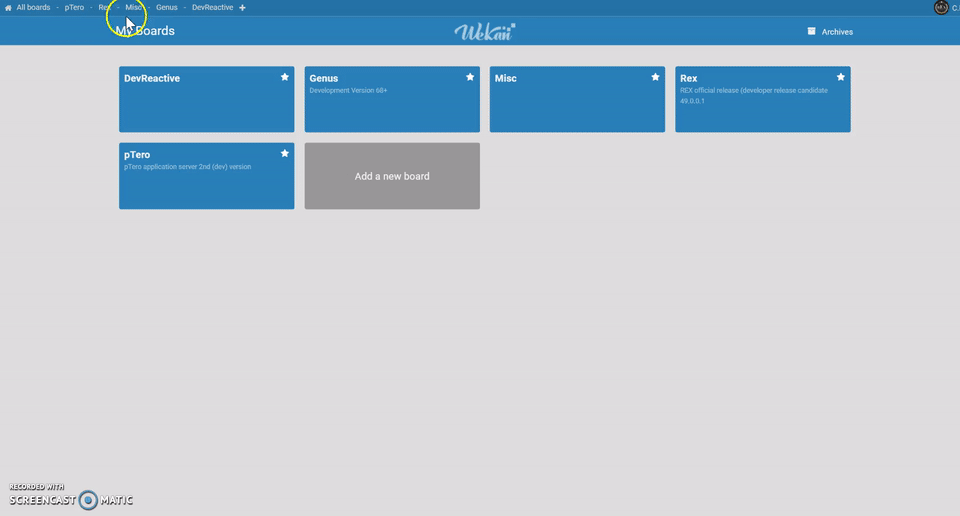 All boards · pTero · Rex · Misc · Genus · DevReactive
My Boards
Wekan
Archives
DevReactive
Genus
Development Version 68+
Misc
Rex
REX official release (developer release candidate
49.0.0.1
pTero
pTero application server 2nd (dev) version
Add a new board
RECORDED WITH
SCREENCAST MATIC